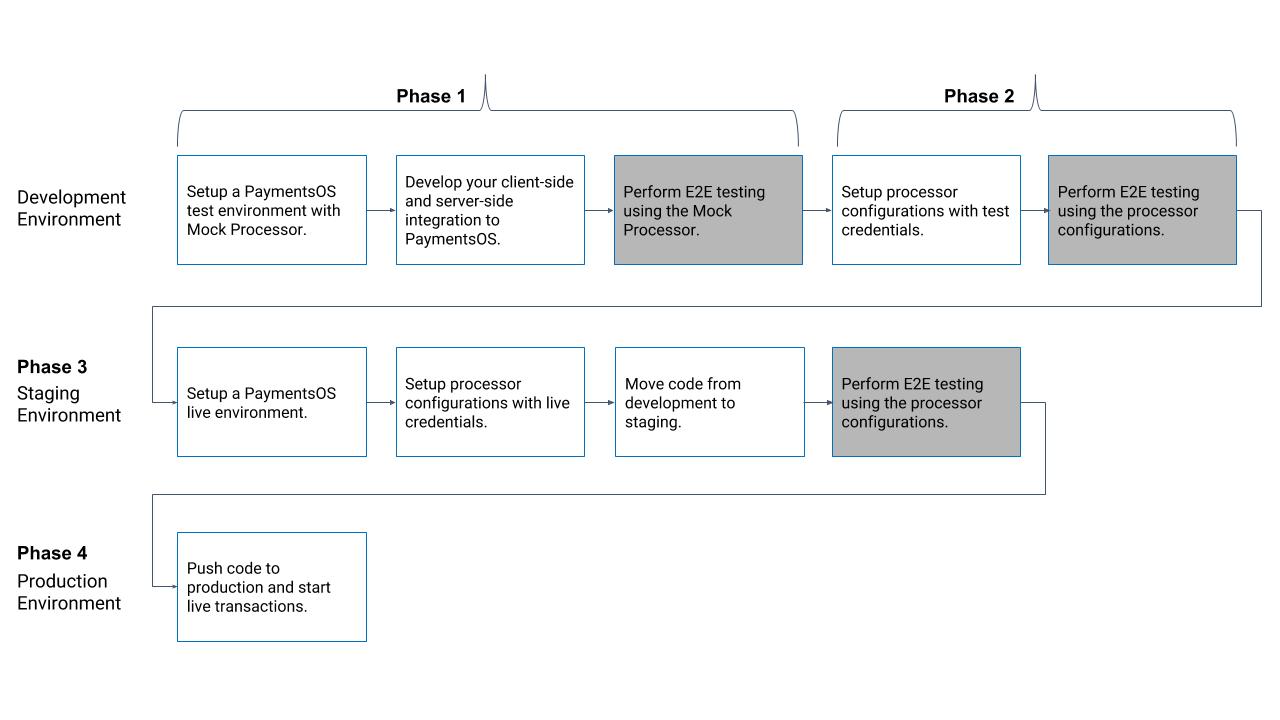 Phase 1
Phase 2
Development
Environment
Setup a PaymentsOS
test environment with
Mock Processor.
Develop your client-side
and server-side
integration to
PaymentsOS.
Perform E2E testing
using the Mock
Processor.
Setup processor
configurations with test
credentials.
Perform E2E testing
using the processor
configurations.
Phase 3
Staging
Environment
Setup a PaymentsOS
live environment.
Setup processor
configurations with live
credentials.
Move code from
development to
staging.
Perform E2E testing
using the processor
configurations.
Phase 4
Production
Environment
Push code to
production and start
live transactions.